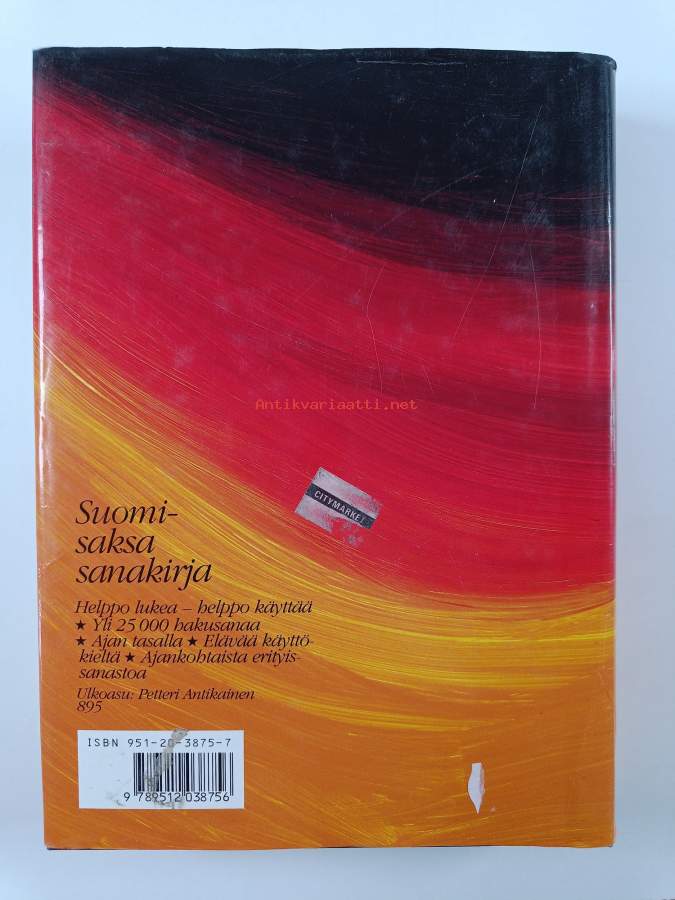 Antikvariaatti.net
CITYMARKET
Suomi-
saksa
sanakirja
Helppo lukea – helppo käyttää
★ Yli 25 000 hakusanaa
★ Ajan tasalla ★ Elävää käyttö-
kieltä ★ Ajankohtaista erityis-
sanastoa
Ulkoasu: Petteri Antikainen
895
ISBN 951-20-3875-7
9 789512 038756